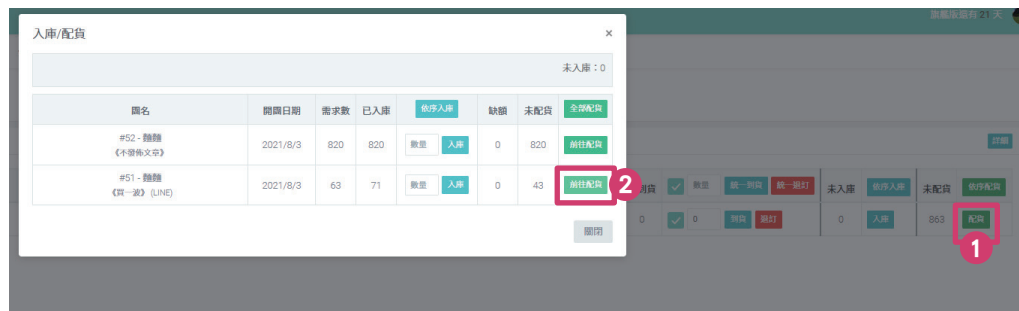 旗艦版還有 21 天
入庫/配貨
×
未入庫：0
團名 開團日期 需求數 已入庫 依序入庫 缺額 未配貨 全部配貨
#52 - 麵麵
《不發佈文章》
2021/8/3 820 820 數量 入庫 0 820 前往配貨
#51 - 麵麵
《買一波》 (LINE)
2021/8/3 63 71 數量 入庫 0 43 前往配貨
2
關閉
詳細
到貨 數量 統一到貨 統一退訂 未入庫 依序入庫 未配貨 依序配貨
0 0 到貨 退訂 0 入庫 863 配貨
1